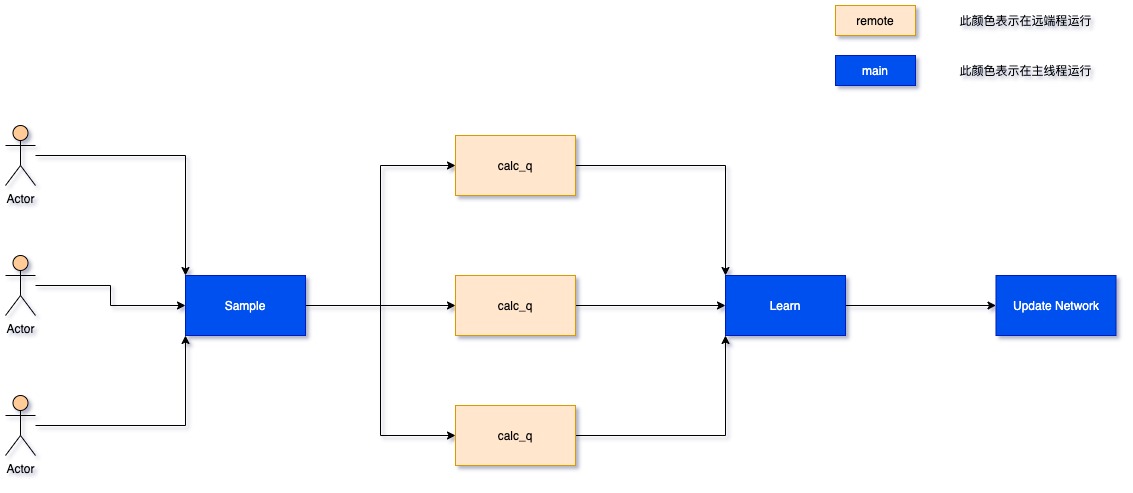 remote 此颜色表示在远端程运行
main 此颜色表示在主线程运行
Actor
Actor
Actor
Sample
calc_q
calc_q
calc_q
Learn
Update Network